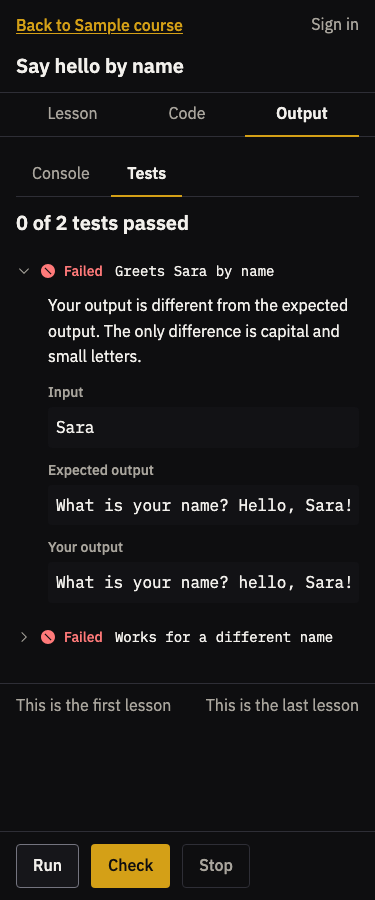 Back to Sample course
Sign in
Say hello by name
Lesson
Code
Output
Console
Tests
0 of 2 tests passed
Failed Greets Sara by name
Your output is different from the expected
output. The only difference is capital and
small letters.
Input
Sara
Expected output
What is your name? Hello, Sara!
Your output
What is your name? hello, Sara!
Failed Works for a different name
This is the first lesson
This is the last lesson
Run
Check
Stop